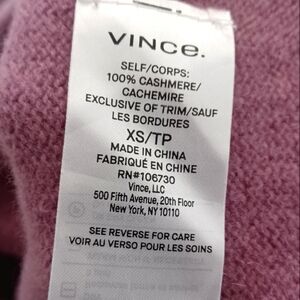 VINCE.
SELF/CORPS:
100% CASHMERE/
CACHEMIRE
EXCLUSIVE OF TRIM/SAUF
LES BORDURES
XS/TP
MADE IN CHINA
FABRIQUÉ EN CHINE
RN#106730
Vince, LLC
500 Fifth Avenue, 20th Floor
New York, NY 10110
SEE REVERSE FOR CARE
VOIR AU VERSO POUR LES SOINS